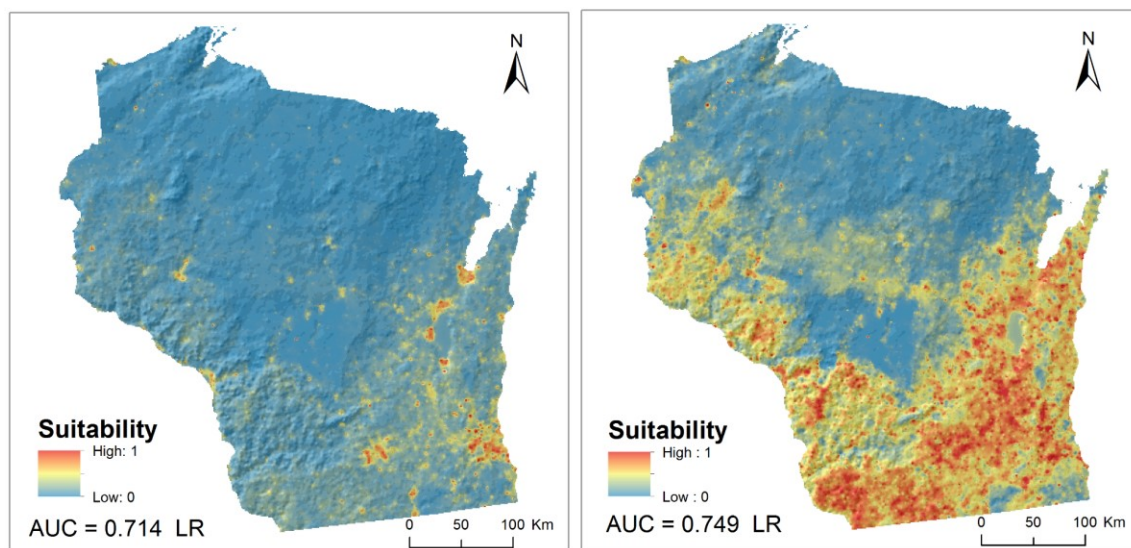 N
Suitability
High: 1
Low: 0
AUC = 0.714 LR
0 50 100 Km
N
Suitability
High : 1
Low : 0
AUC = 0.749 LR
0 50 100 Km